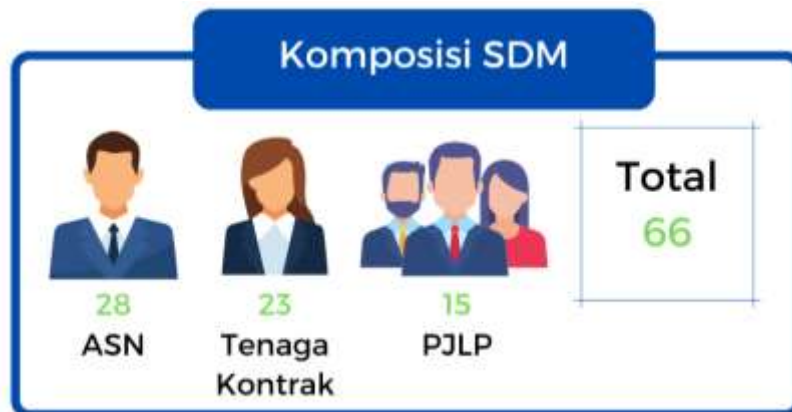 Komposisi SDM
28
ASN
23
Tenaga
Kontrak
15
PJLP
Total
66